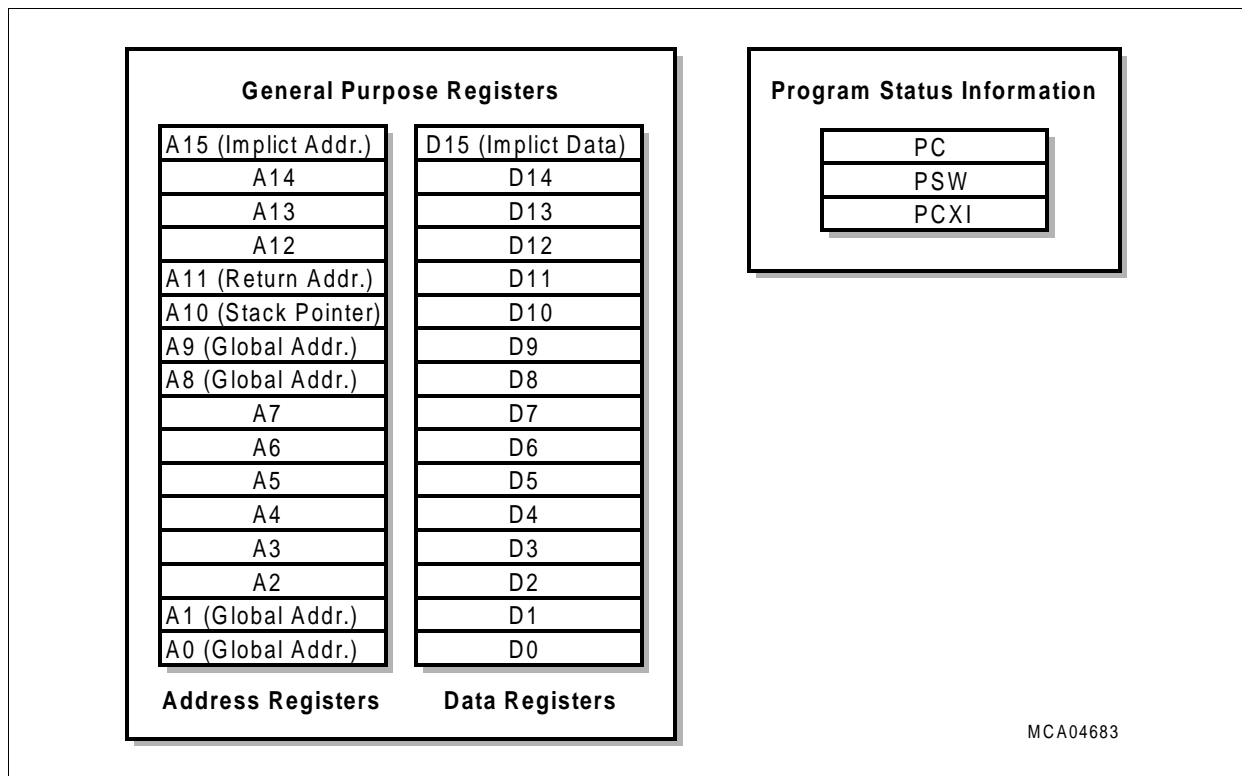 General Purpose Registers
A15 (Implict Addr.)
A14
A13
A12
A11 (Return Addr.)
A10 (Stack Pointer)
A9 (Global Addr.)
A8 (Global Addr.)
A7
A6
A5
A4
A3
A2
A1 (Global Addr.)
A0 (Global Addr.)
Address Registers
D15 (Implict Data)
D14
D13
D12
D11
D10
D9
D8
D7
D6
D5
D4
D3
D2
D1
D0
Data Registers
Program Status Information
PC
PSW
PCXI
MCA04683